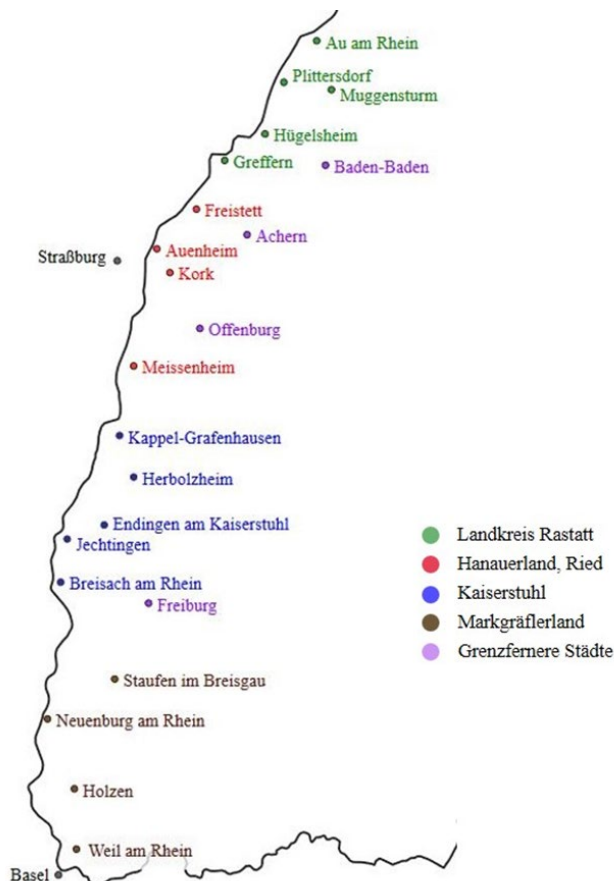 Au am Rhein
Plittersdorf
Muggensturm
Hügelsheim
Greffern
Baden-Baden
Freistett
Achern
Auenheim
Straßburg
Kork
Offenburg
Meissenheim
Kappel-Grafenhausen
Herbolzheim
Endingen am Kaiserstuhl
Jechtingen
Breisach am Rhein
Freiburg
Staufen im Breisgau
Neuenburg am Rhein
Holzen
Weil am Rhein
Basel
Landkreis Rastatt
Hanauerland, Ried
Kaiserstuhl
Markgräflerland
Grenzfernere Städte